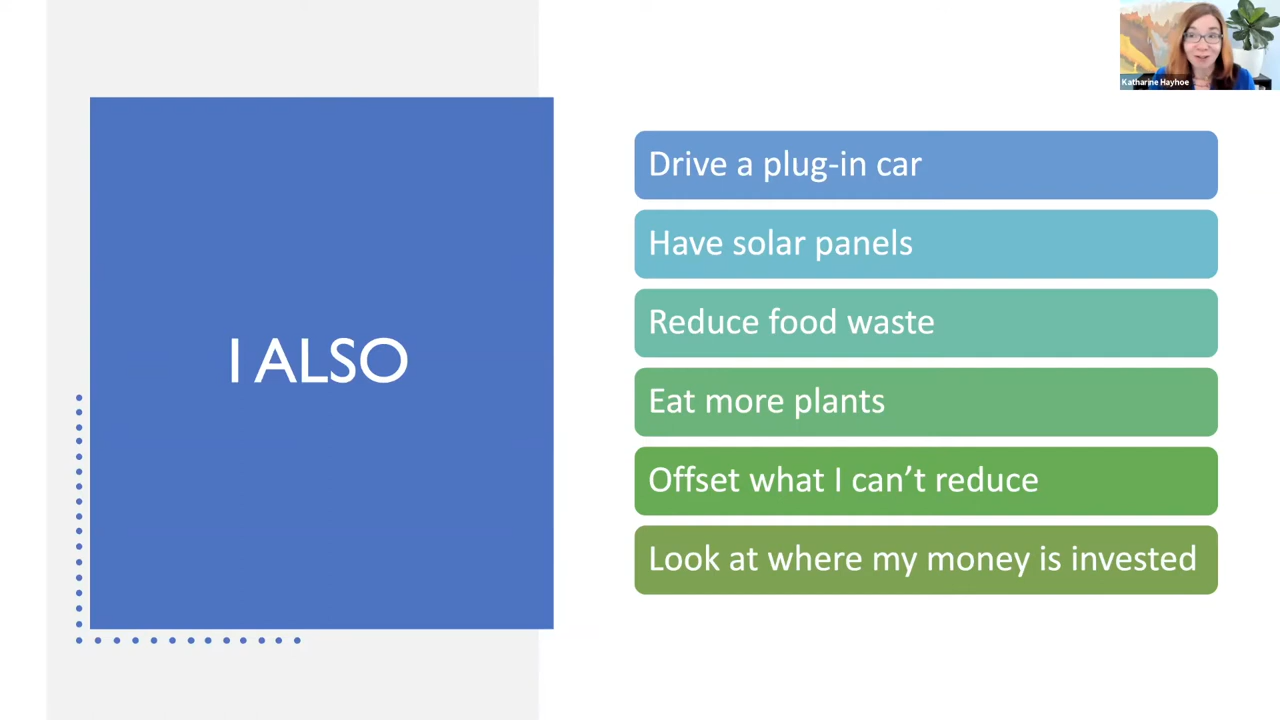 Katharine Hayhoe
I ALSO
Drive a plug-in car
Have solar panels
Reduce food waste
Eat more plants
Offset what I can’t reduce
Look at where my money is invested